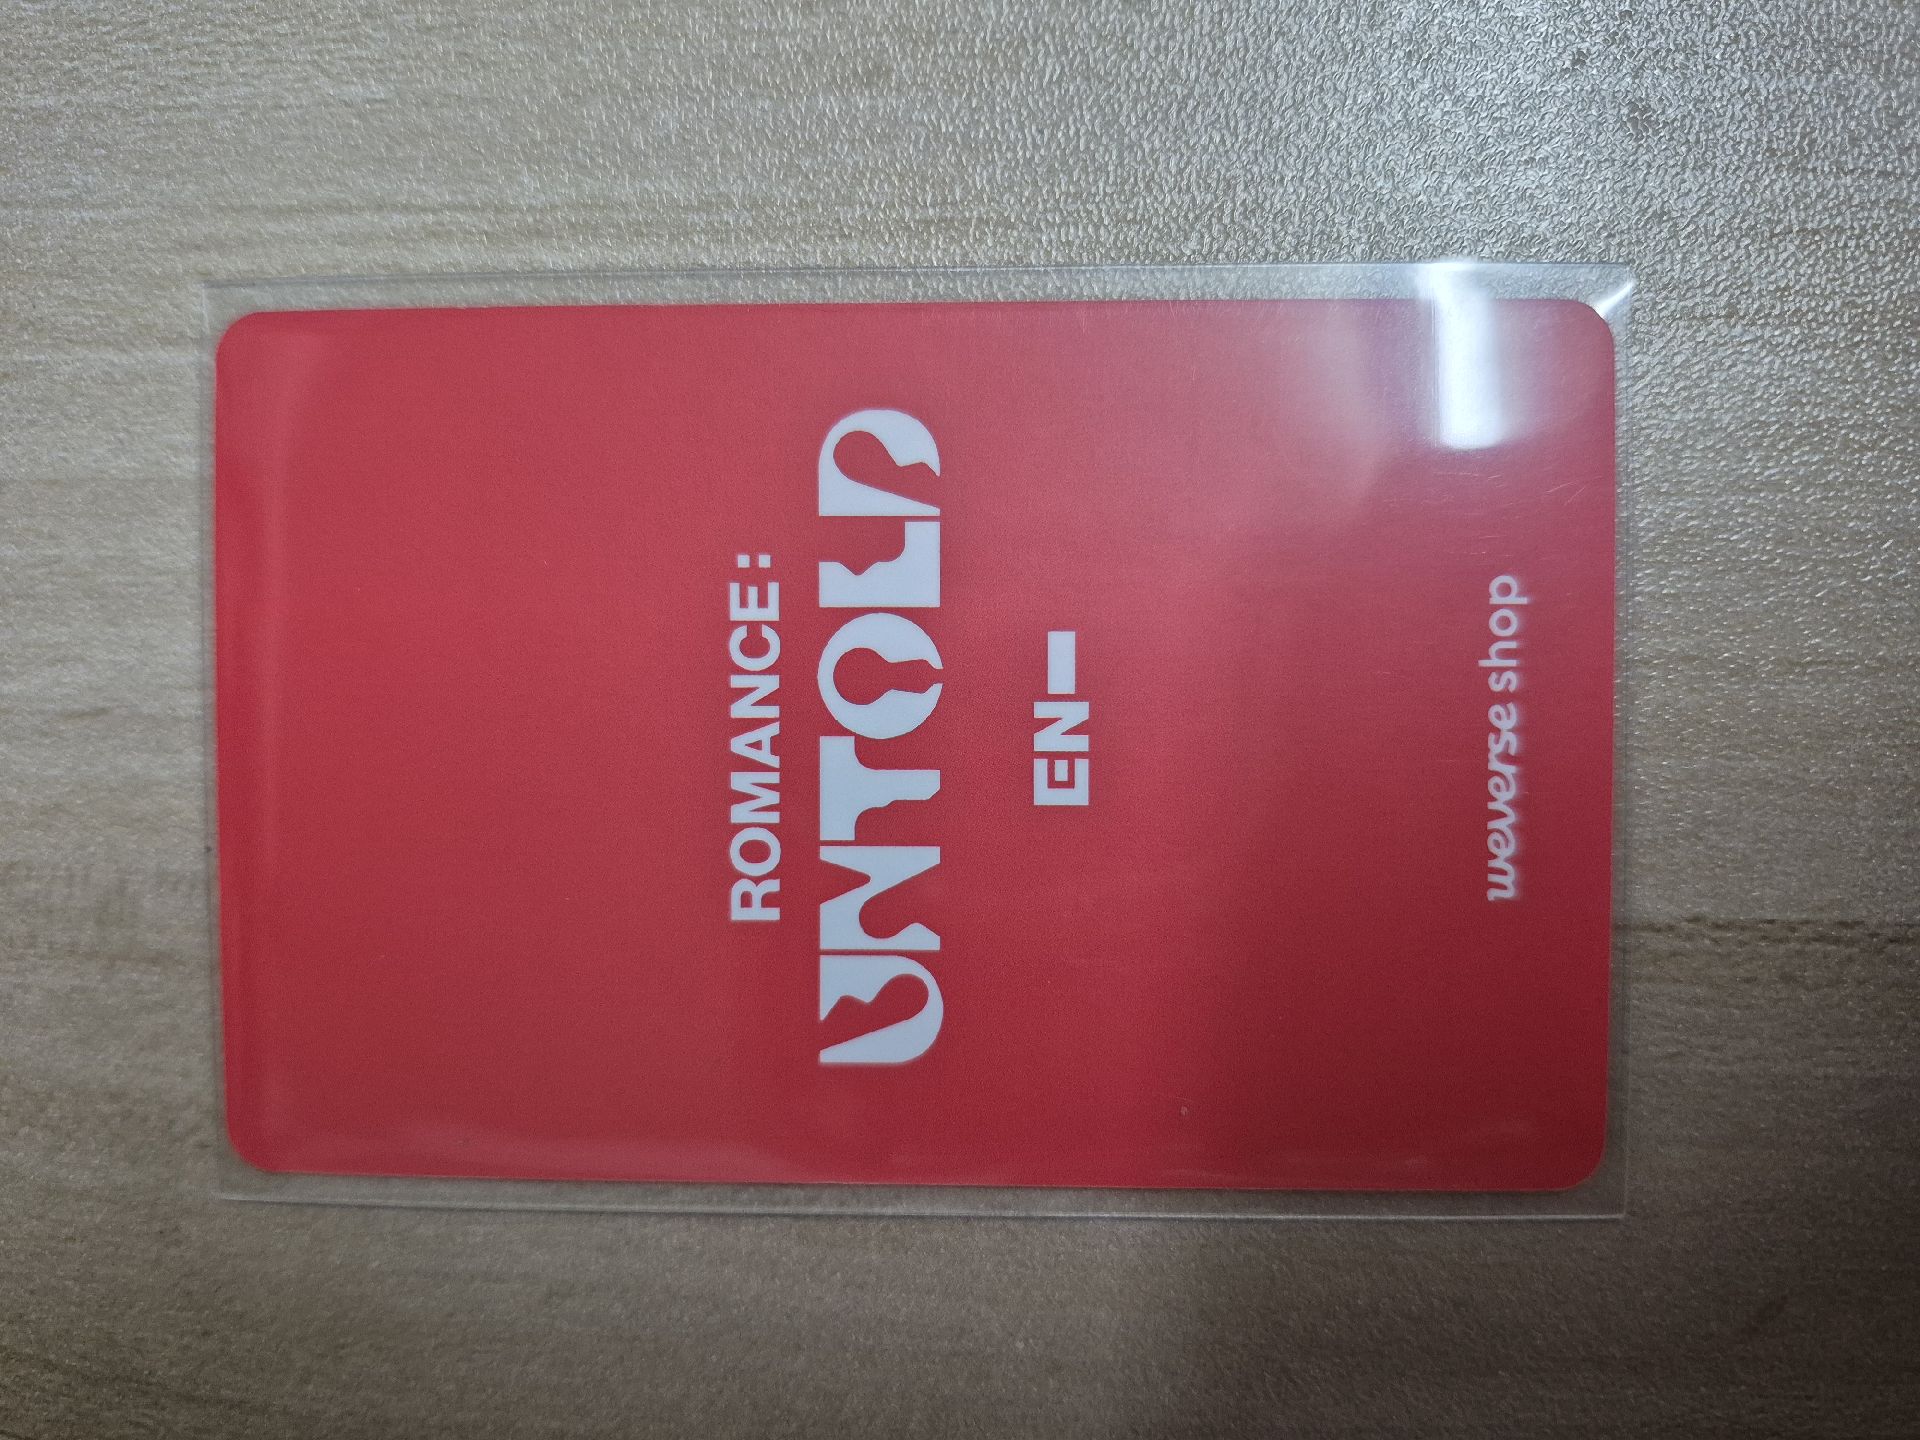 ROMANCE:
UNTOLD
EN-
weverse shop